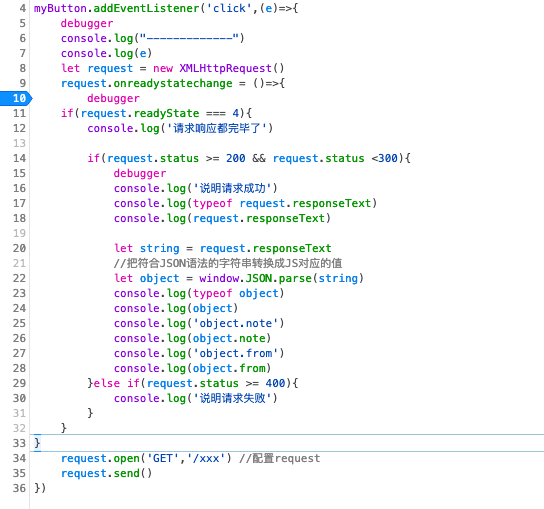 4 myButton.addEventListener('click',(e)=>{
5 debugger
6 console.log("-------------")
7 console.log(e)
8 let request = new XMLHttpRequest()
9 request.onreadystatechange = ()=>{
10 debugger
11 if(request.readyState === 4){
12 console.log('请求响应都完毕了')
13
14 if(request.status >= 200 && request.status <300){
15 debugger
16 console.log('说明请求成功')
17 console.log(typeof request.responseText)
18 console.log(request.responseText)
19
20 let string = request.responseText
21 //把符合JSON语法的字符串转换成JS对应的值
22 let object = window.JSON.parse(string)
23 console.log(typeof object)
24 console.log(object)
25 console.log('object.note')
26 console.log(object.note)
27 console.log('object.from')
28 console.log(object.from)
29 }else if(request.status >= 400){
30 console.log('说明请求失败')
31 }
32 }
33 }
34 request.open('GET','/xxx') //配置request
35 request.send()
36 })